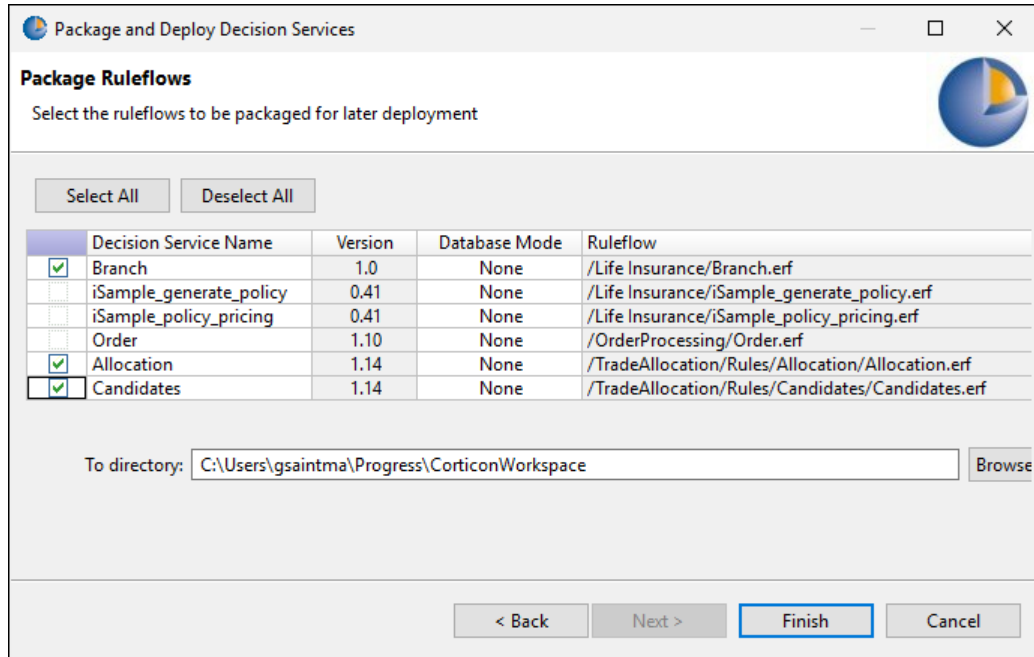 Package and Deploy Decision Services
Package Ruleflows
Select the ruleflows to be packaged for later deployment
Select All Deselect All
Decision Service Name Version Database Mode Ruleflow
Branch 1.0 None /Life Insurance/Branch.erf
iSample_generate_policy 0.41 None /Life Insurance/iSample_generate_policy.erf
iSample_policy_pricing 0.41 None /Life Insurance/iSample_policy_pricing.erf
Order 1.10 None /OrderProcessing/Order.erf
Allocation 1.14 None /TradeAllocation/Rules/Allocation/Allocation.erf
Candidates 1.14 None /TradeAllocation/Rules/Candidates/Candidates.erf
To directory: C:\Users\gsaintma\Progress\CorticonWorkspace Browse
< Back Next > Finish Cancel